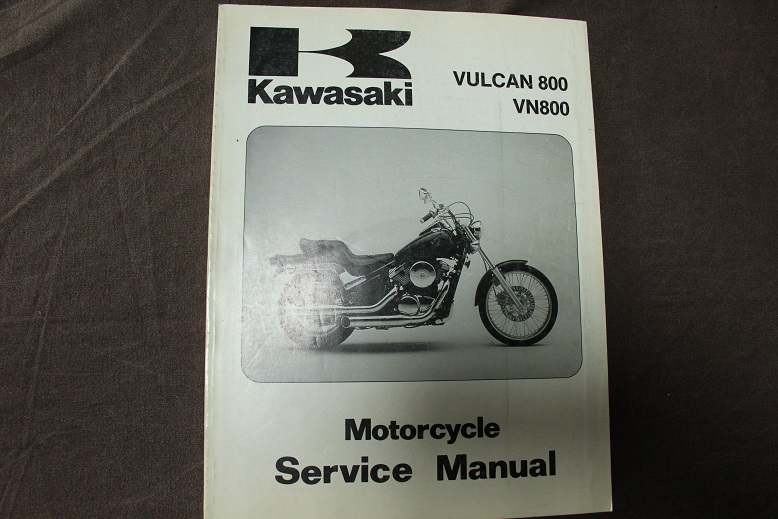 Kawasaki
VULCAN 800
VN800
Motorcycle
Service Manual